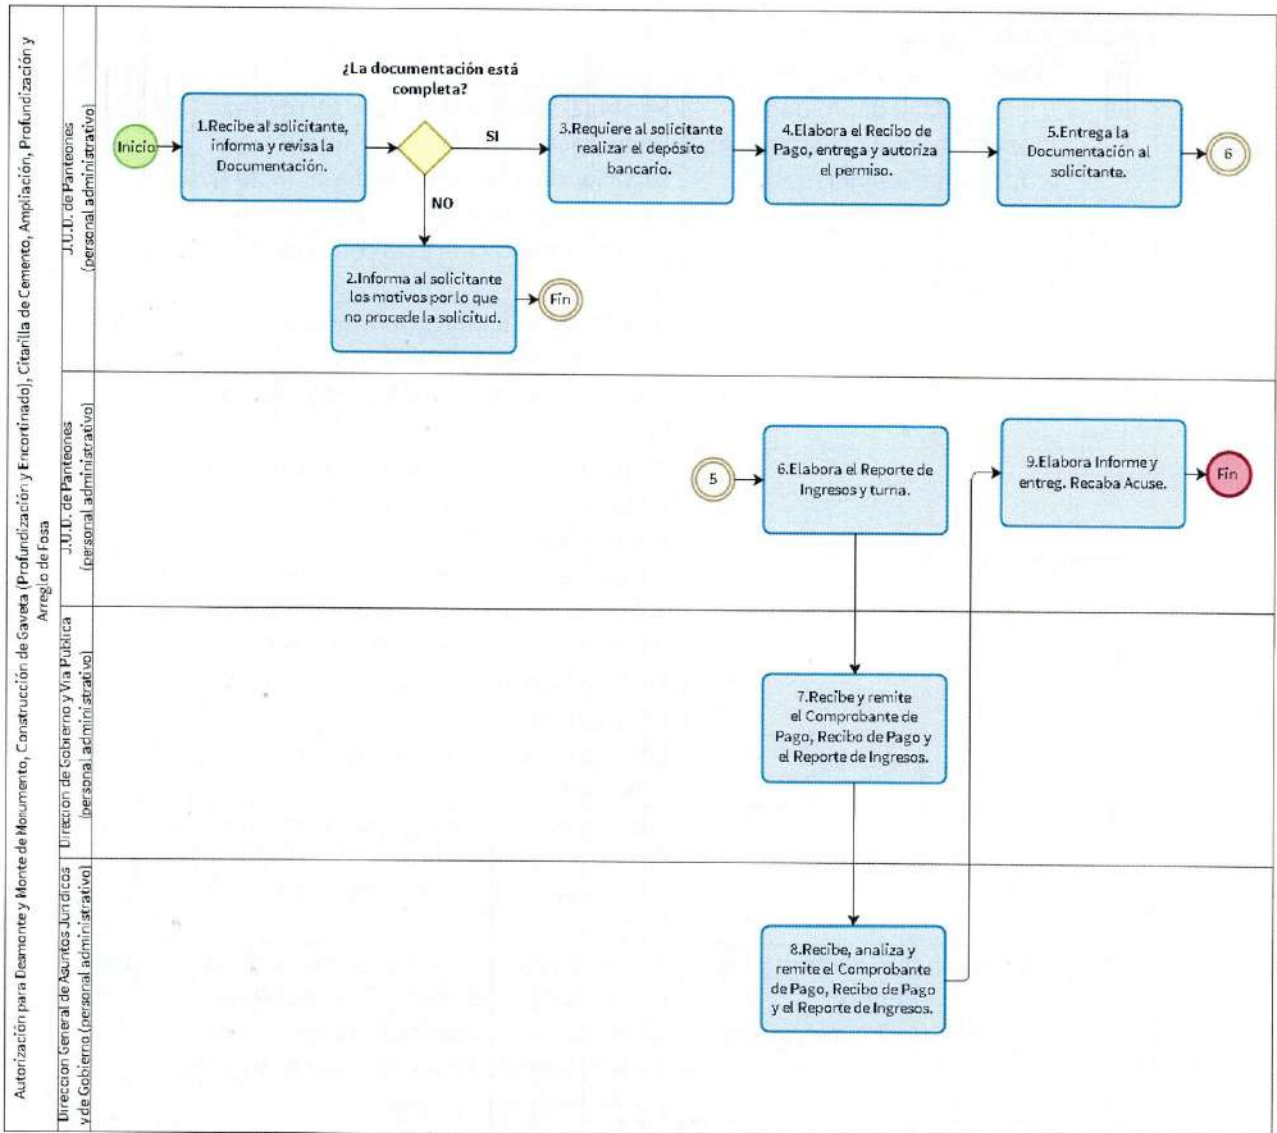 Autorización para Desmonte y Monte de Monumento, Construcción de Gaveta (Profundización y Encortinado), Citarilla de Cemento, Ampliación, Profundización y
Arreglo de Fosa
J.U.D. de Panteones
(personal administrativo)
¿La documentación está
completa?
Inicio
1.Recibe al solicitante,
informa y revisa la
Documentación.
SI
3.Requiere al solicitante
realizar el depósito
bancario.
4.Elabora el Recibo de
Pago, entrega y autoriza
el permiso.
5.Entrega la
Documentación al
solicitante.
6
NO
2.Informa al solicitante
los motivos por lo que
no procede la solicitud.
Fin
J.U.D. de Panteones
(personal administrativo)
5
6.Elabora el Reporte de
Ingresos y turna.
9.Elabora Informe y
entreg. Recaba Acuse.
Fin
Dirección de Gobierno y Vía Pública
(personal administrativo)
7.Recibe y remite
el Comprobante de
Pago, Recibo de Pago y
el Reporte de Ingresos.
Dirección General de Asuntos Jurídicos
y de Gobierno (personal administrativo)
8.Recibe, analiza y
remite el Comprobante
de Pago, Recibo de Pago
y el Reporte de Ingresos.